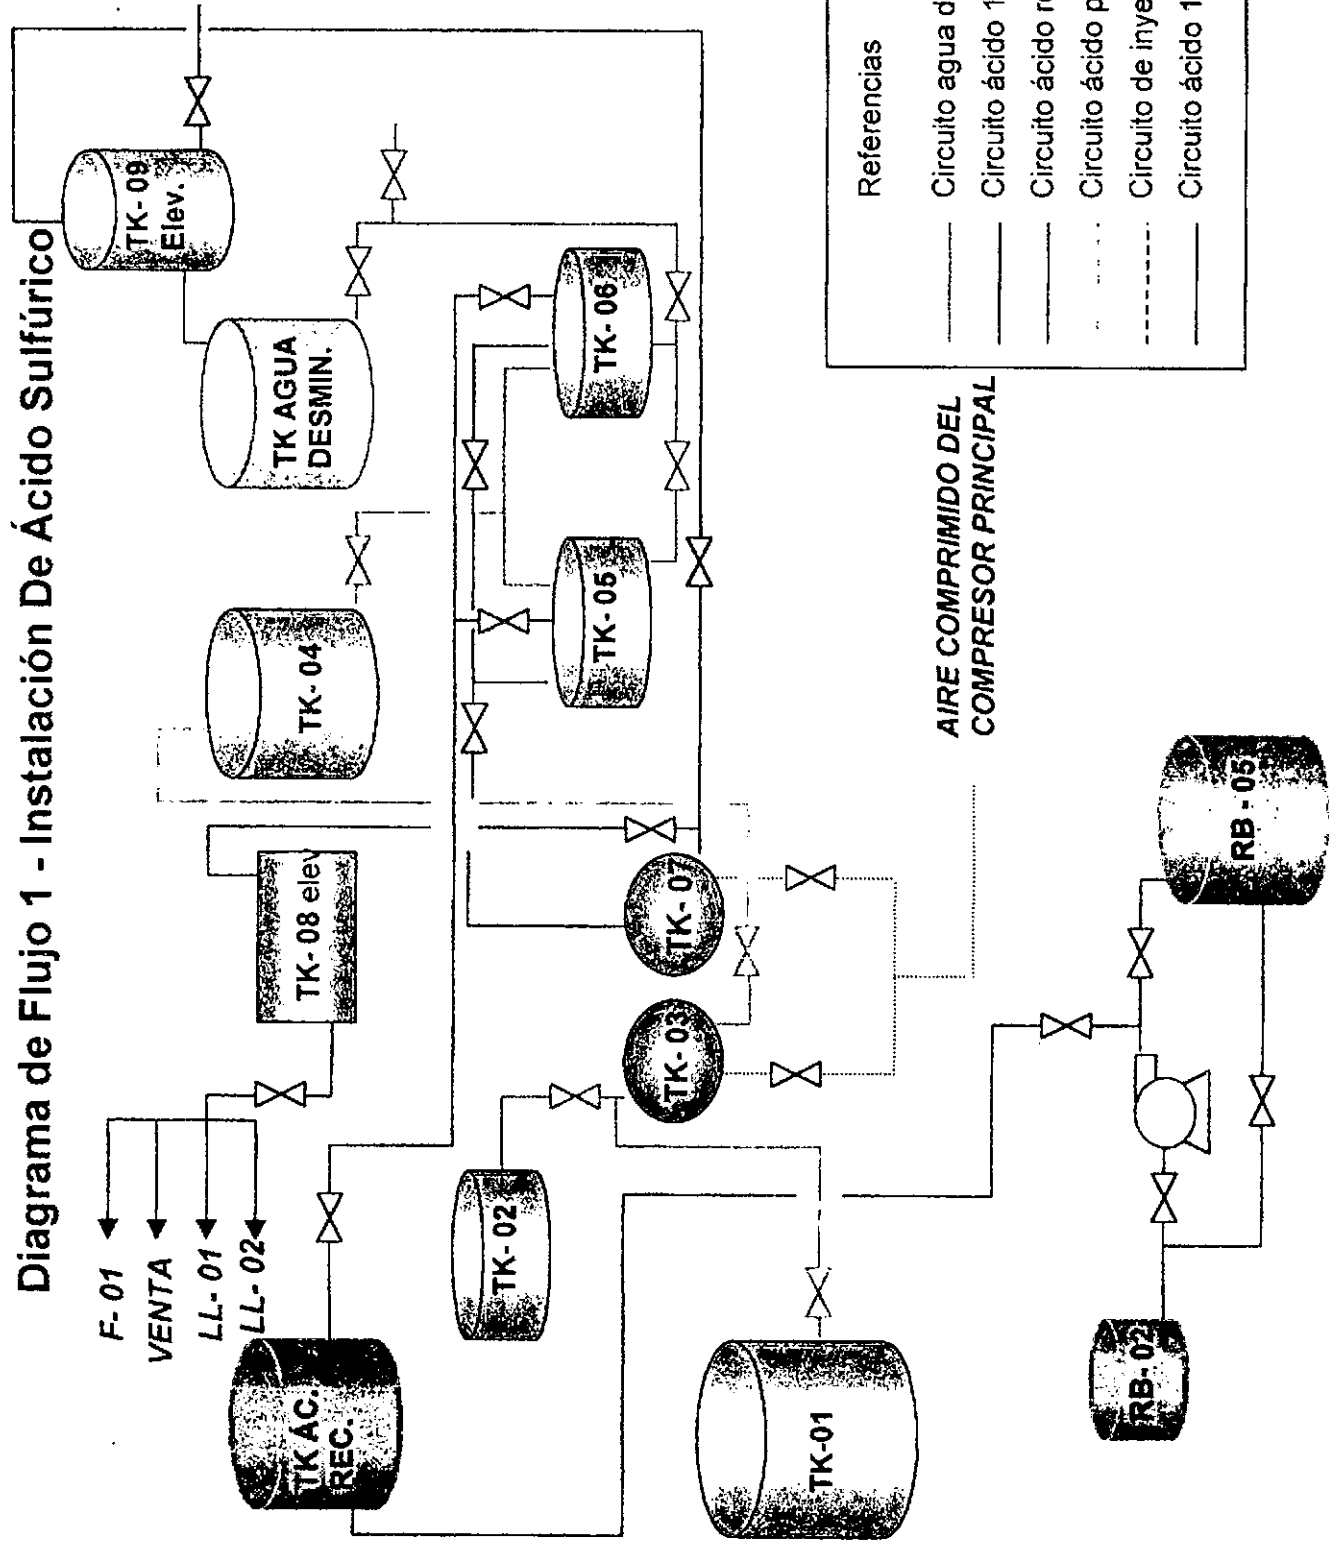 Diagrama de Flujo 1 - Instalación De Ácido Sulfúrico
F- 01
VENTA
LL- 01
LL- 02
TK ÁC.
REC.
TK- 08 elev
TK- 04
TK AGUA
DESMIN.
TK- 09
Elev.
TK- 02
TK- 05
TK- 06
TK-01
TK- 03
TK- 07
AIRE COMPRIMIDO DEL
COMPRESOR PRINCIPAL
RB- 02
RB - 05
Referencias
Circuito agua d
Circuito ácido 1
Circuito ácido r
Circuito ácido p
Circuito de inye
Circuito ácido 1